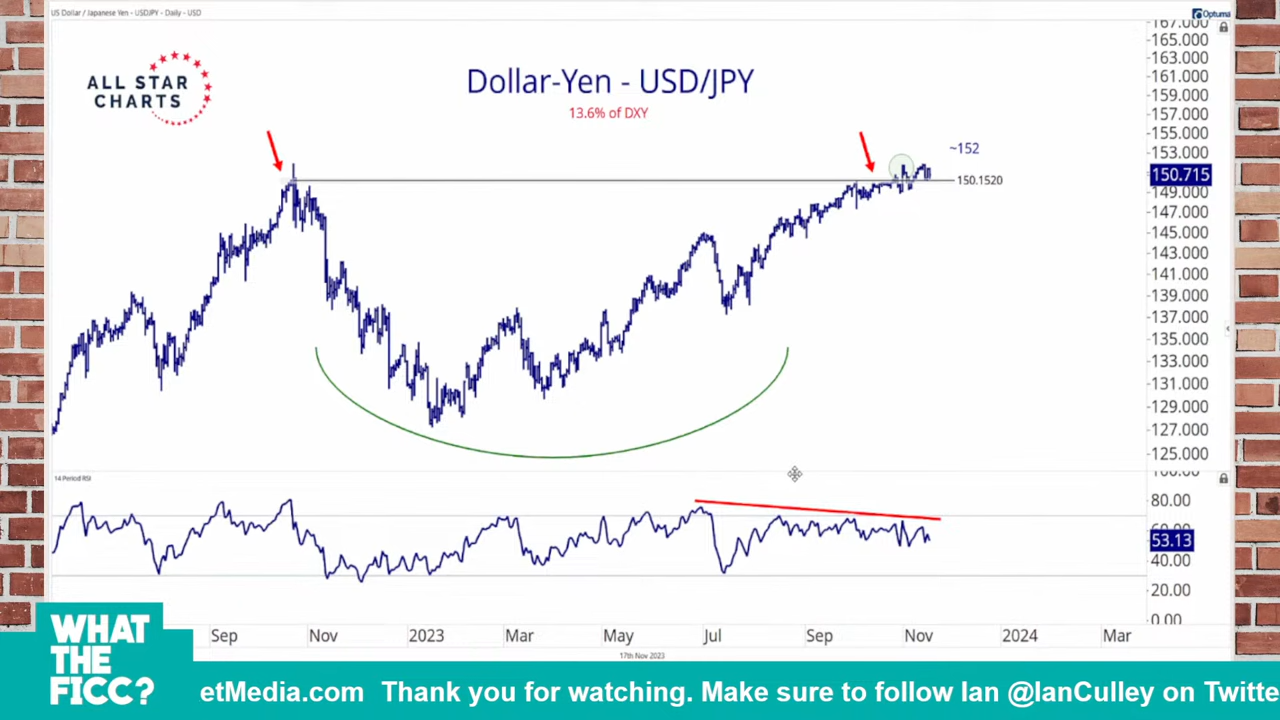 US Dollar / Japanese Yen - USDJPY - Daily - USD
Optuma
ALL STAR
CHARTS
Dollar-Yen - USD/JPY
13.6% of DXY
~152
150.1520
167.000
165.000
163.000
161.000
159.000
157.000
155.000
153.000
150.715
149.000
147.000
145.000
143.000
141.000
139.000
137.000
135.000
133.000
131.000
129.000
127.000
125.000
14 Period RSI
100.00
80.00
60.00
53.13
40.00
20.00
0.00
Sep
Nov
2023
Mar
May
Jul
Sep
Nov
2024
Mar
17th Nov 2023
WHAT
THE
FICC?
etMedia.com Thank you for watching. Make sure to follow Ian @IanCulley on Twitte